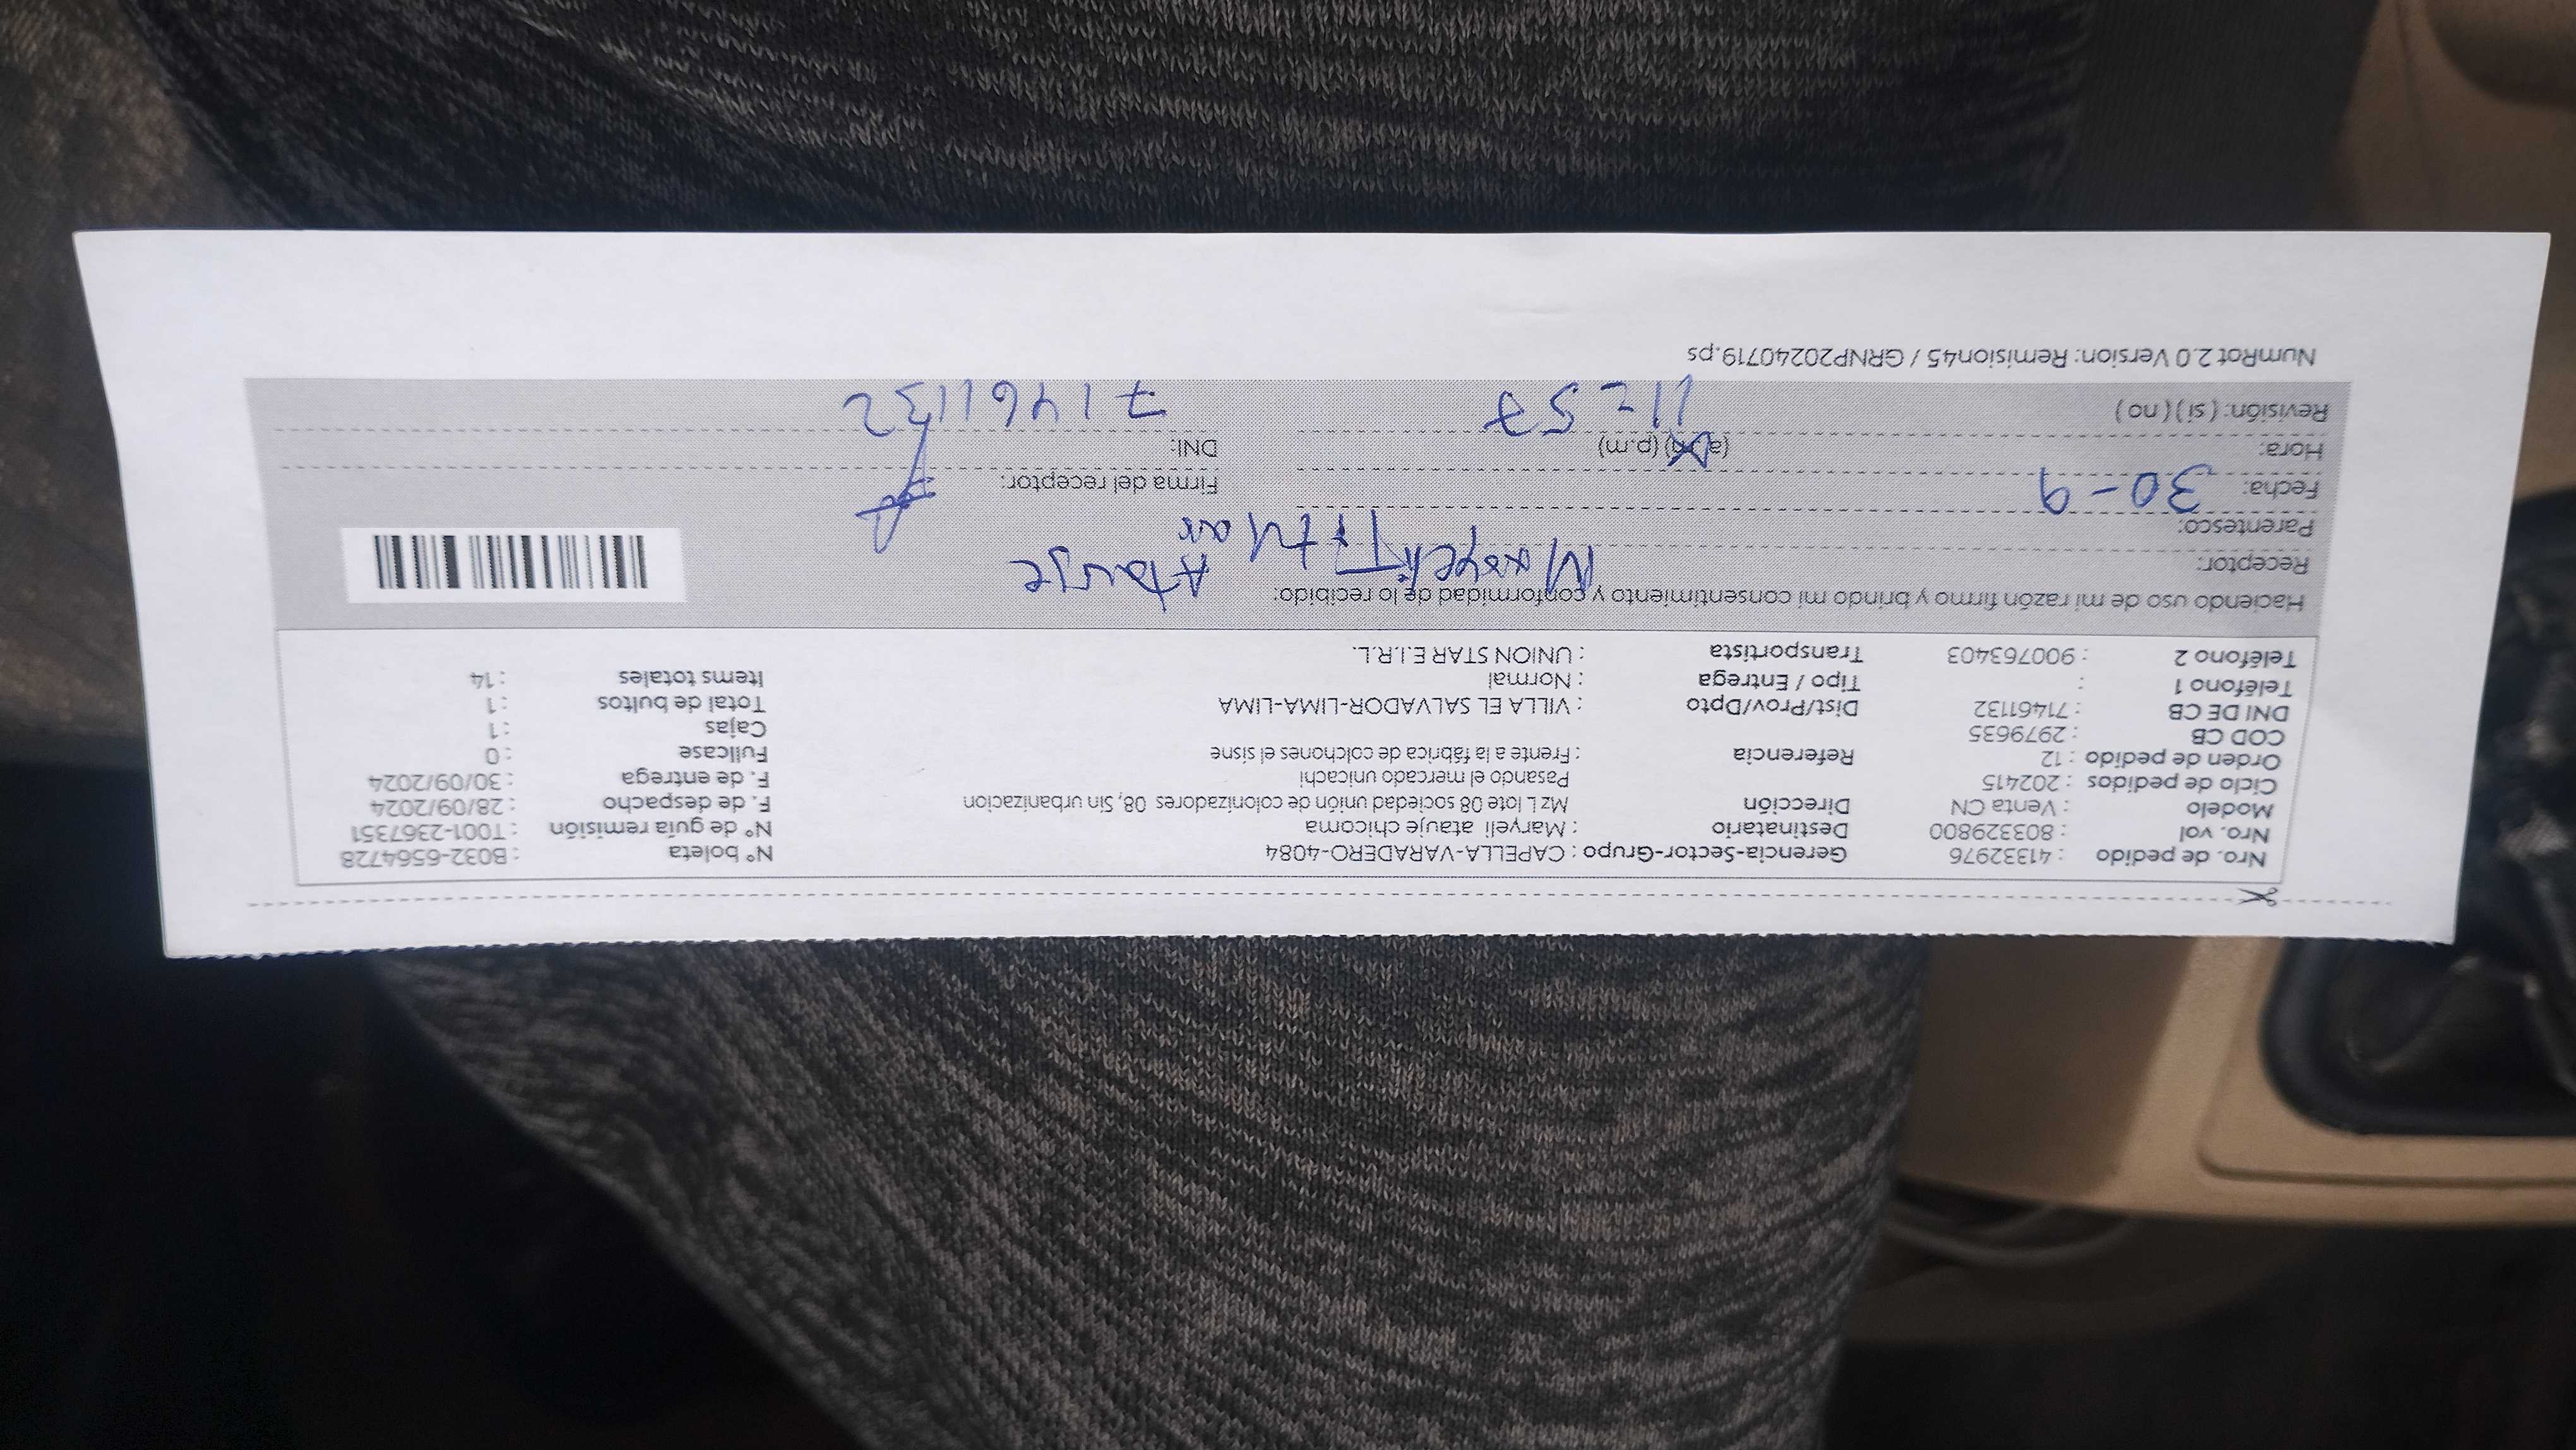 Nro. de pedido : 41332976 Gerencia-Sector-Grupo : CAPELLA-VARADERO-4084 N° boleta : B032-6564728
Nro. vol : 803329800 Destinatario : Maryeli atauje chicoma N° de guía remisión : T001-2367351
Modelo : Venta CN Dirección Mz L lote 08 sociedad unión de colonizadores 08, Sin urbanizacion F. de despacho : 28/09/2024
Ciclo de pedidos : 202415 Pasando el mercado unicachi F. de entrega : 30/09/2024
Orden de pedido : 12 Referencia : Frente a la fábrica de colchones el sisne Fullcase : 0
COD CB : 2979635 Cajas : 1
DNI DE CB : 71461132 Dist/Prov/Dpto : VILLA EL SALVADOR-LIMA-LIMA Total de bultos : 1
Teléfono 1 : Tipo / Entrega : Normal Items totales : 14
Teléfono 2 : 900763403 Transportista : UNION STAR E.I.R.L.
Haciendo uso de mi razón firmo y brindo mi consentimiento y conformidad de lo recibido:
Receptor: Maryeli Atauje
Parentesco: Titular
Fecha: 30-9 Firma del receptor:
Hora: (a.m) (p.m) DNI:
Revisión: ( si ) ( no ) 11=57 71461132
NumRot 2.0 Version: Remision45 / GRNP20240719.ps